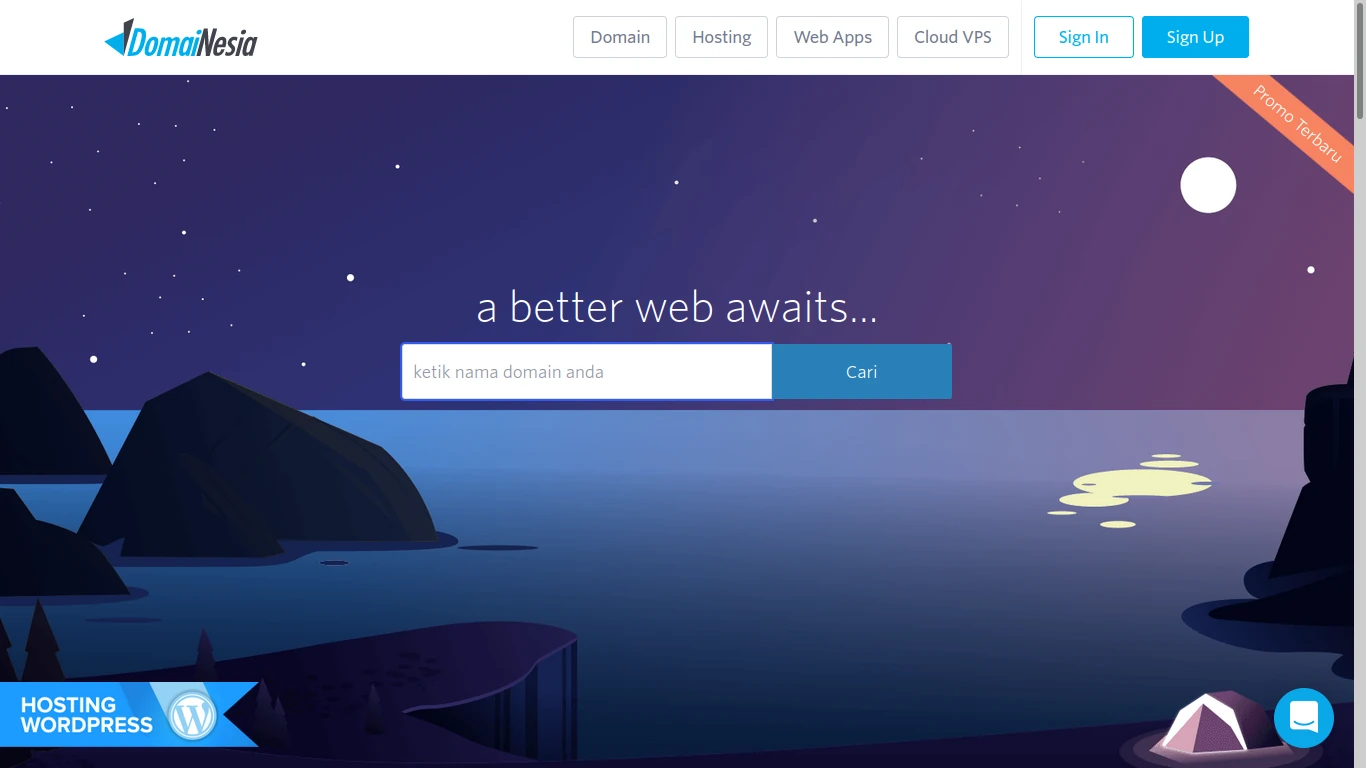 DomaiNesia
Domain
Hosting
Web Apps
Cloud VPS
Sign In
Sign Up
Promo Terbaru
a better web awaits...
ketik nama domain anda
Cari
HOSTING
WORDPRESS